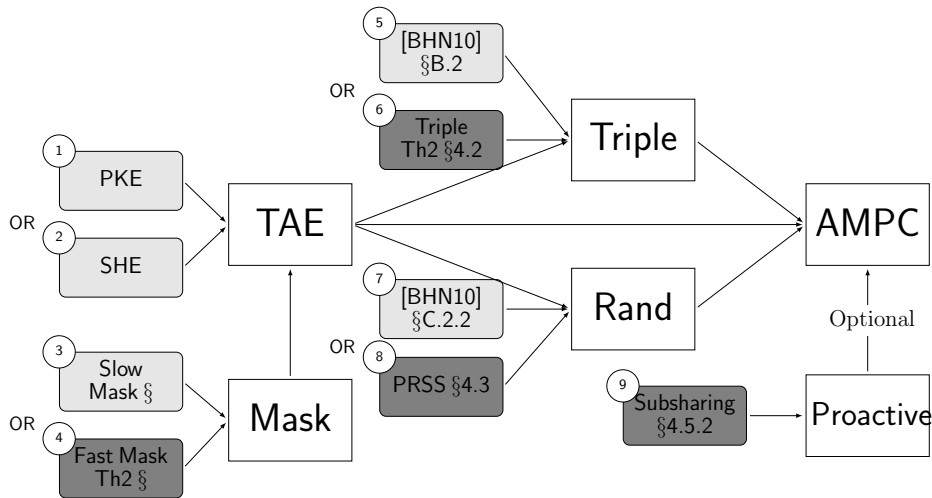 5
[BHN10]
§B.2
OR
6
Triple
Th2 §4.2
Triple
1
PKE
OR
2
SHE
TAE
AMPC
7
[BHN10]
§C.2.2
OR
8
PRSS §4.3
Rand
Optional
3
Slow
Mask §
OR
4
Fast Mask
Th2 §
Mask
9
Subsharing
§4.5.2
Proactive